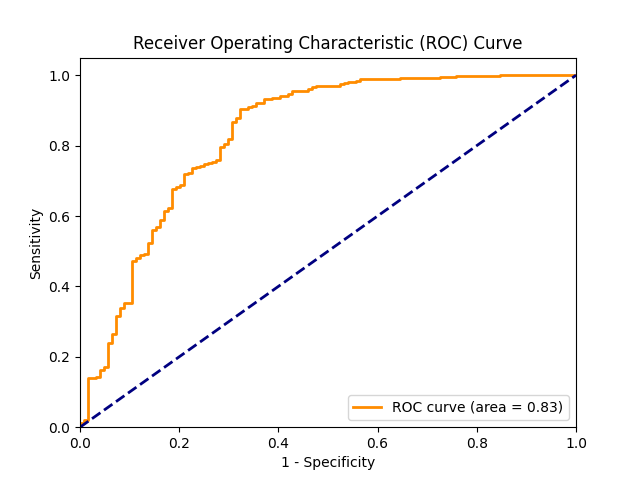 Receiver Operating Characteristic (ROC) Curve
1.0
0.8
0.6
0.4
0.2
0.0
Sensitivity
ROC curve (area = 0.83)
0.0 0.2 0.4 0.6 0.8 1.0
1 - Specificity